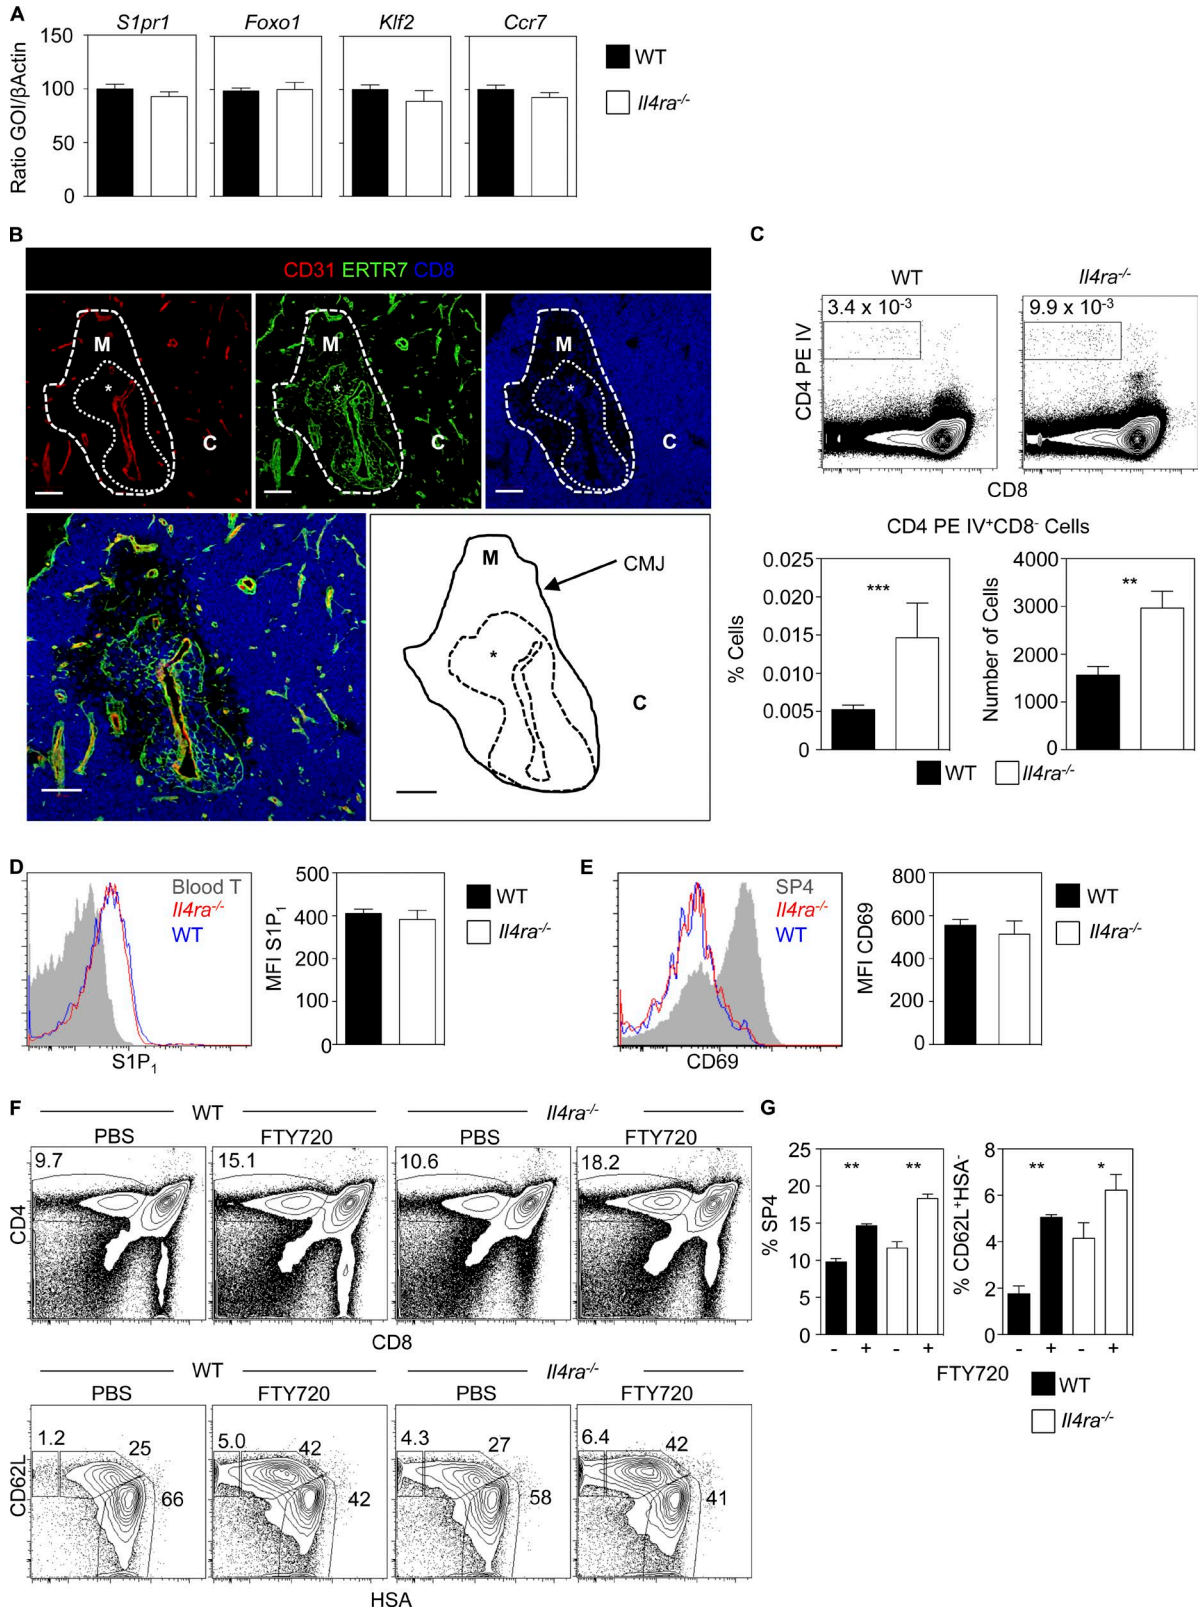 A
S1pr1 Foxo1 Klf2 Ccr7
Ratio GOI/βActin
150
100
50
0
WT
Il4ra-/-
B
CD31 ERTR7 CD8
M
*
C
M
*
C
M
*
C
M
*
C
CMJ
C
WT Il4ra-/-
3.4 x 10-3
9.9 x 10-3
CD4 PE IV
CD8
CD4 PE IV+CD8- Cells
% Cells
0.025
0.020
0.015
0.010
0.005
0
***
Number of Cells
4000
3000
2000
1000
0
**
WT Il4ra-/-
D
Blood T
Il4ra-/-
WT
S1P1
MFI S1P1
500
400
300
200
100
0
WT
Il4ra-/-
E
SP4
Il4ra-/-
WT
CD69
MFI CD69
800
600
400
200
0
WT
Il4ra-/-
F
WT Il4ra-/-
PBS FTY720 PBS FTY720
9.7 15.1 10.6 18.2
CD4
CD8
WT Il4ra-/-
PBS FTY720 PBS FTY720
1.2 25 66
5.0 42 42
4.3 27 58
6.4 42 41
CD62L
HSA
G
% SP4
25
20
15
10
5
0
** **
- + - +
% CD62L+HSA-
8
6
4
2
0
** *
- + - +
FTY720
WT
Il4ra-/-